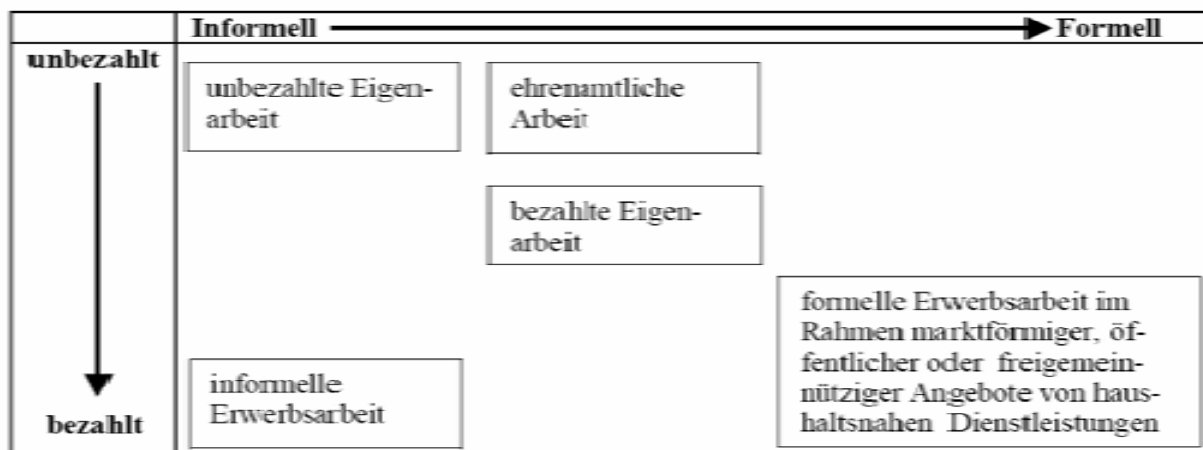 Informell Formell
unbezahlt
unbezahlte Eigen-
arbeit
ehrenamtliche
Arbeit
bezahlte Eigen-
arbeit
formelle Erwerbsarbeit im
Rahmen marktförmiger, öf-
fentlicher oder freigemein-
nütziger Angebote von haus-
haltsnahen Dienstleistungen
informelle
Erwerbsarbeit
bezahlt